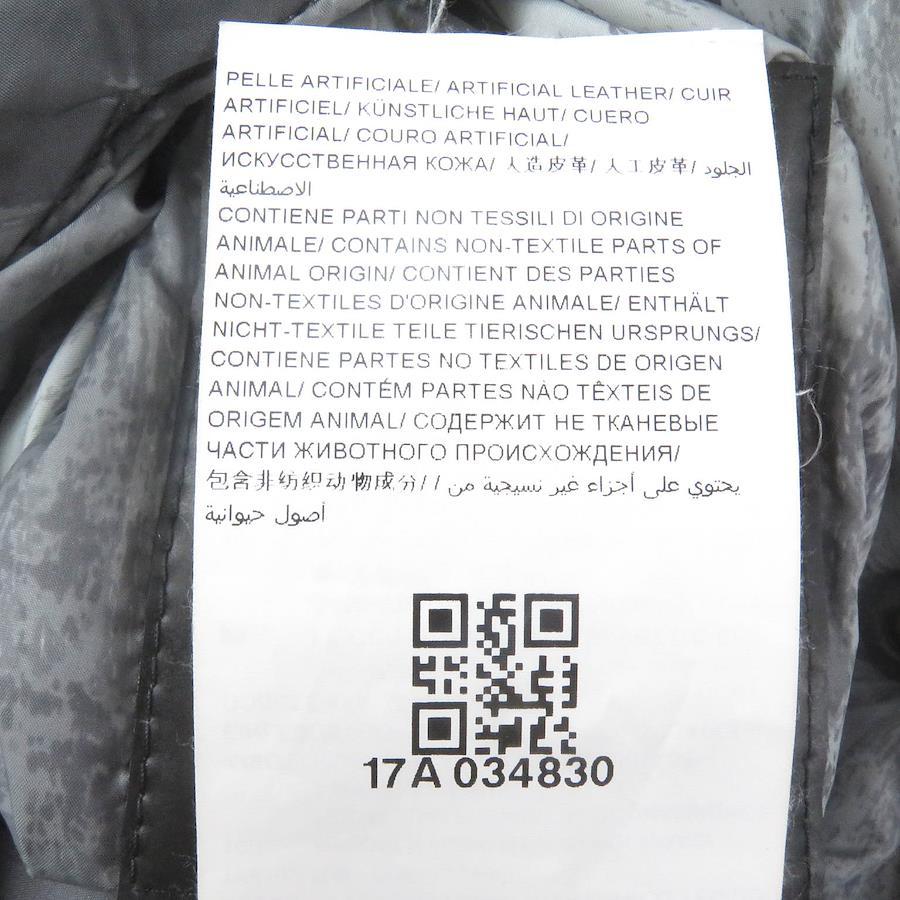 PELLE ARTIFICIALE/ ARTIFICIAL LEATHER/ CUIR
ARTIFICIEL/ KÜNSTLICHE HAUT/ CUERO
ARTIFICIAL/ COURO ARTIFICIAL/
ИСКУССТВЕННАЯ КОЖА/ 人造皮革/ 人工皮革/ الجلود
الاصطناعية
CONTIENE PARTI NON TESSILI DI ORIGINE
ANIMALE/ CONTAINS NON-TEXTILE PARTS OF
ANIMAL ORIGIN/ CONTIENT DES PARTIES
NON-TEXTILES D'ORIGINE ANIMALE/ ENTHÄLT
NICHT-TEXTILE TEILE TIERISCHEN URSPRUNGS/
CONTIENE PARTES NO TEXTILES DE ORIGEN
ANIMAL/ CONTÉM PARTES NÃO TÊXTEIS DE
ORIGEM ANIMAL/ СОДЕРЖИТ НЕ ТКАНЕВЫЕ
ЧАСТИ ЖИВОТНОГО ПРОИСХОЖДЕНИЯ/
包含非纺织动物成分/ / يحتوي على أجزاء غير نسيجية من
أصول حيوانية
17A 034830